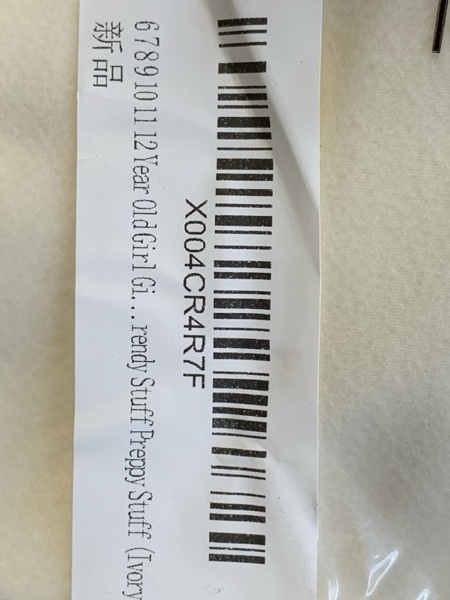 X004CR4R7F
6 7 8 9 10 11 12 Year Old Girl Gi... rendy Stuff Preppy Stuff (Ivory
新品